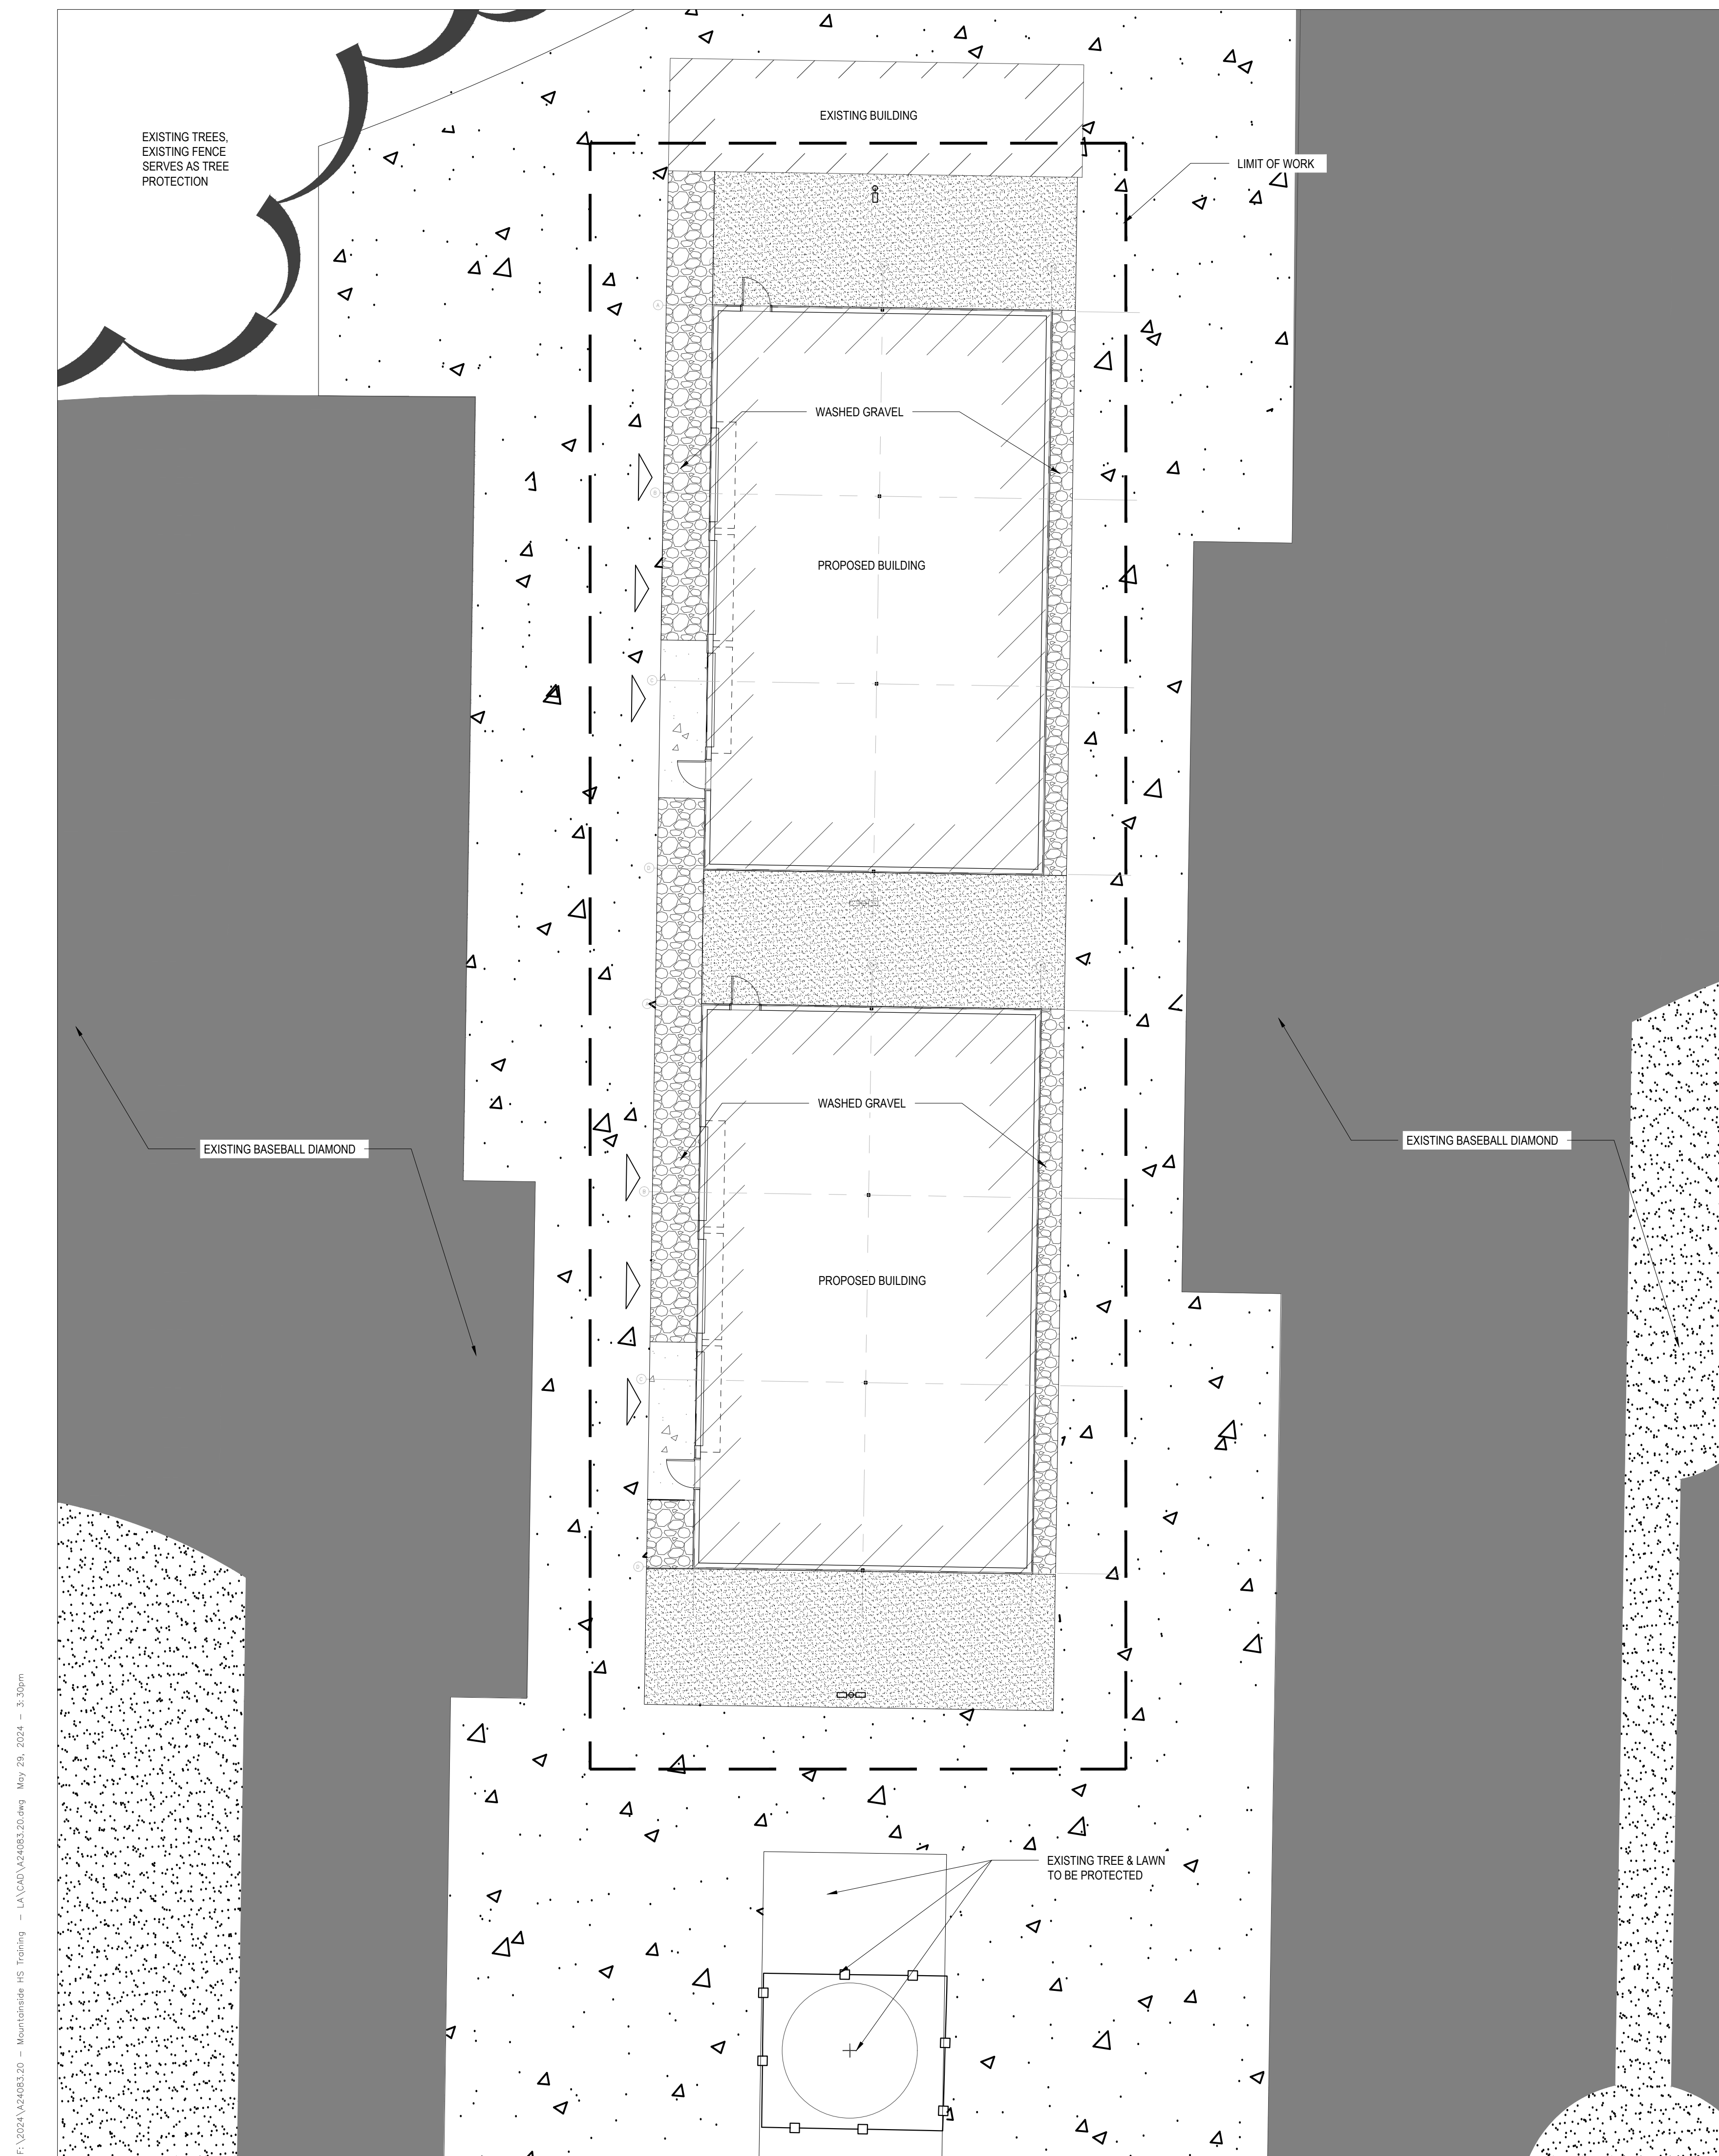 EXISTING BUILDING
EXISTING TREES,
EXISTING FENCE
SERVES AS TREE
PROTECTION
LIMIT OF WORK
A
WASHED GRAVEL
B
PROPOSED BUILDING
C
D
WASHED GRAVEL
EXISTING BASEBALL DIAMOND
EXISTING BASEBALL DIAMOND
B
PROPOSED BUILDING
C
D
EXISTING TREE & LAWN
TO BE PROTECTED
F:\2024\A24083.20 - Mountainside HS Training - LA\CAD\A24083.20.dwg May 29, 2024 - 3:30pm